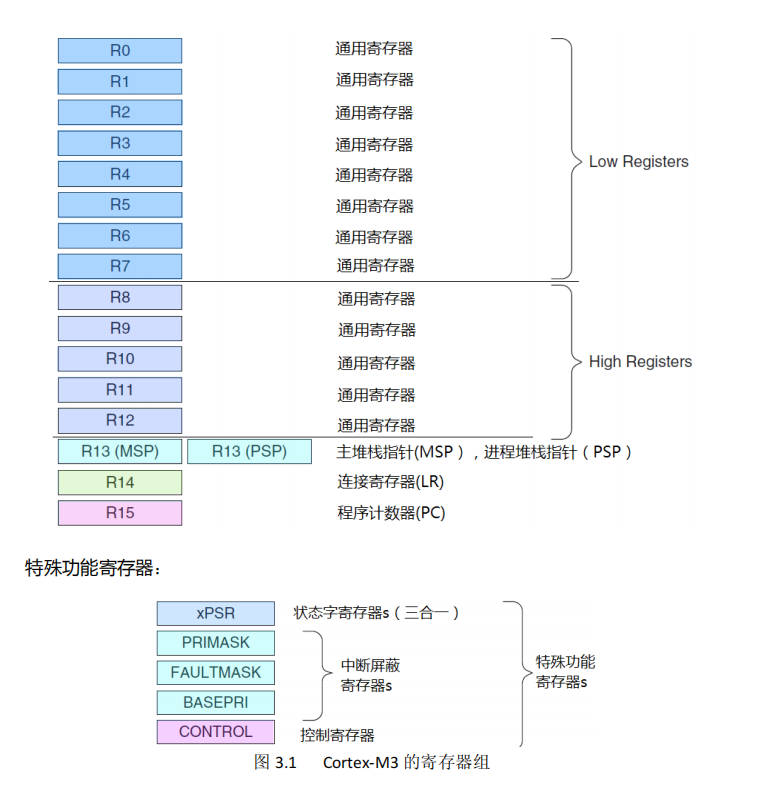 R0 通用寄存器
R1 通用寄存器
R2 通用寄存器
R3 通用寄存器
R4 通用寄存器
R5 通用寄存器
R6 通用寄存器
R7 通用寄存器
Low Registers
R8 通用寄存器
R9 通用寄存器
R10 通用寄存器
R11 通用寄存器
R12 通用寄存器
High Registers
R13 (MSP) R13 (PSP) 主堆栈指针(MSP），进程堆栈指针（PSP）
R14 连接寄存器(LR)
R15 程序计数器(PC)
特殊功能寄存器：
xPSR 状态字寄存器s（三合一）
PRIMASK
FAULTMASK
BASEPRI
中断屏蔽
寄存器s
CONTROL 控制寄存器
特殊功能
寄存器s
图 3.1 Cortex-M3 的寄存器组